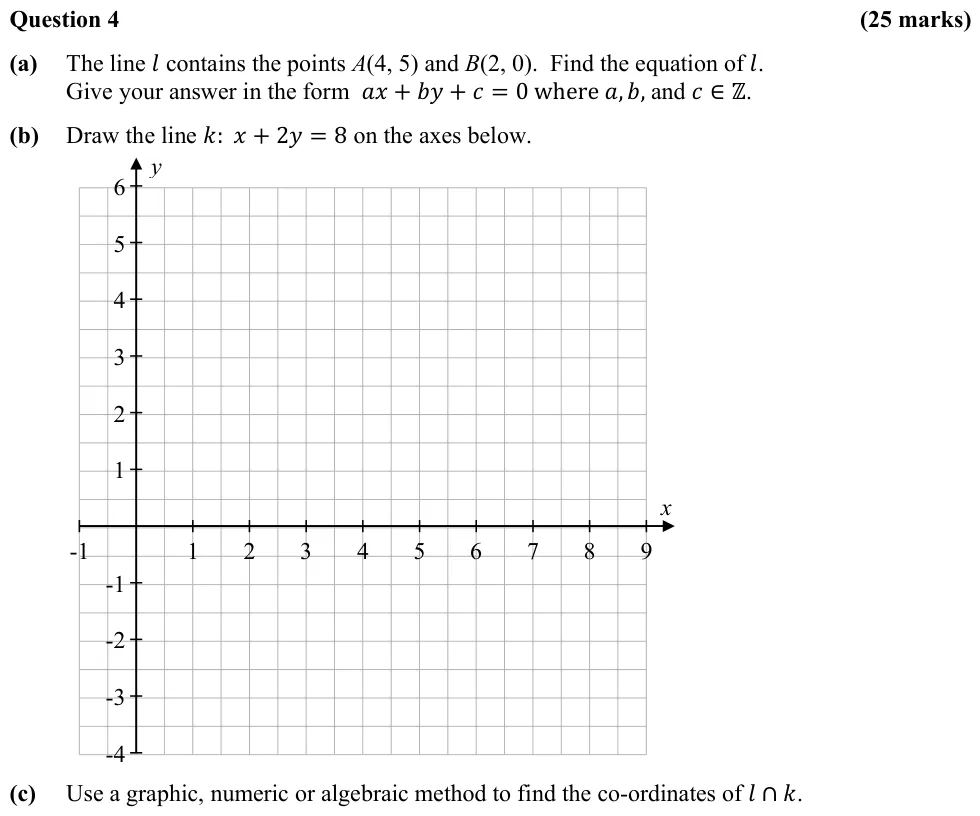 Question 4 (25 marks)
(a) The line l contains the points A(4, 5) and B(2, 0). Find the equation of l.
Give your answer in the form ax + by + c = 0 where a, b, and c ∈ ℤ.
(b) Draw the line k: x + 2y = 8 on the axes below.
y
6
5
4
3
2
1
x
-1 1 2 3 4 5 6 7 8 9
-1
-2
-3
-4
(c) Use a graphic, numeric or algebraic method to find the co-ordinates of l ∩ k.